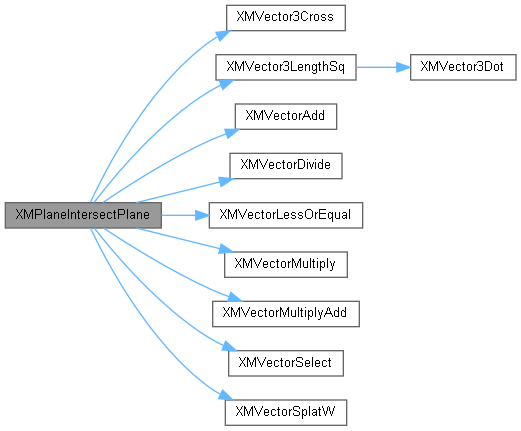 XMVector3Cross
XMVector3LengthSq
XMVector3Dot
XMVectorAdd
XMVectorDivide
XMPlaneIntersectPlane
XMVectorLessOrEqual
XMVectorMultiply
XMVectorMultiplyAdd
XMVectorSelect
XMVectorSplatW